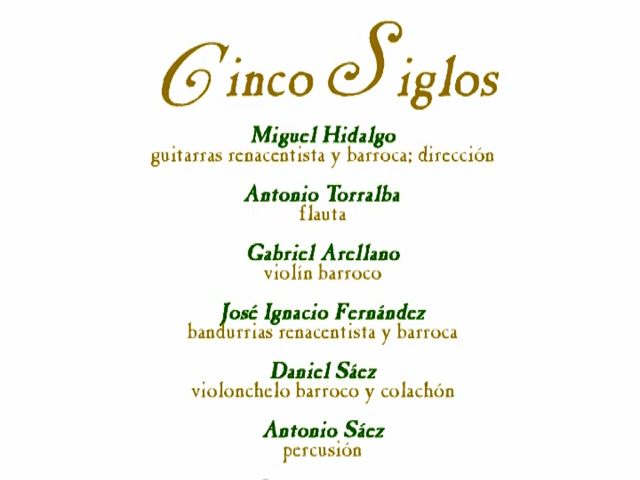 Cinco Siglos
Miguel Hidalgo
guitarras renacentista y barroca; dirección
Antonio Torralba
flauta
Gabriel Arellano
violín barroco
José Ignacio Fernández
bandurrias renacentista y barroca
Daniel Sáez
violonchelo barroco y colachón
Antonio Sáez
percusión